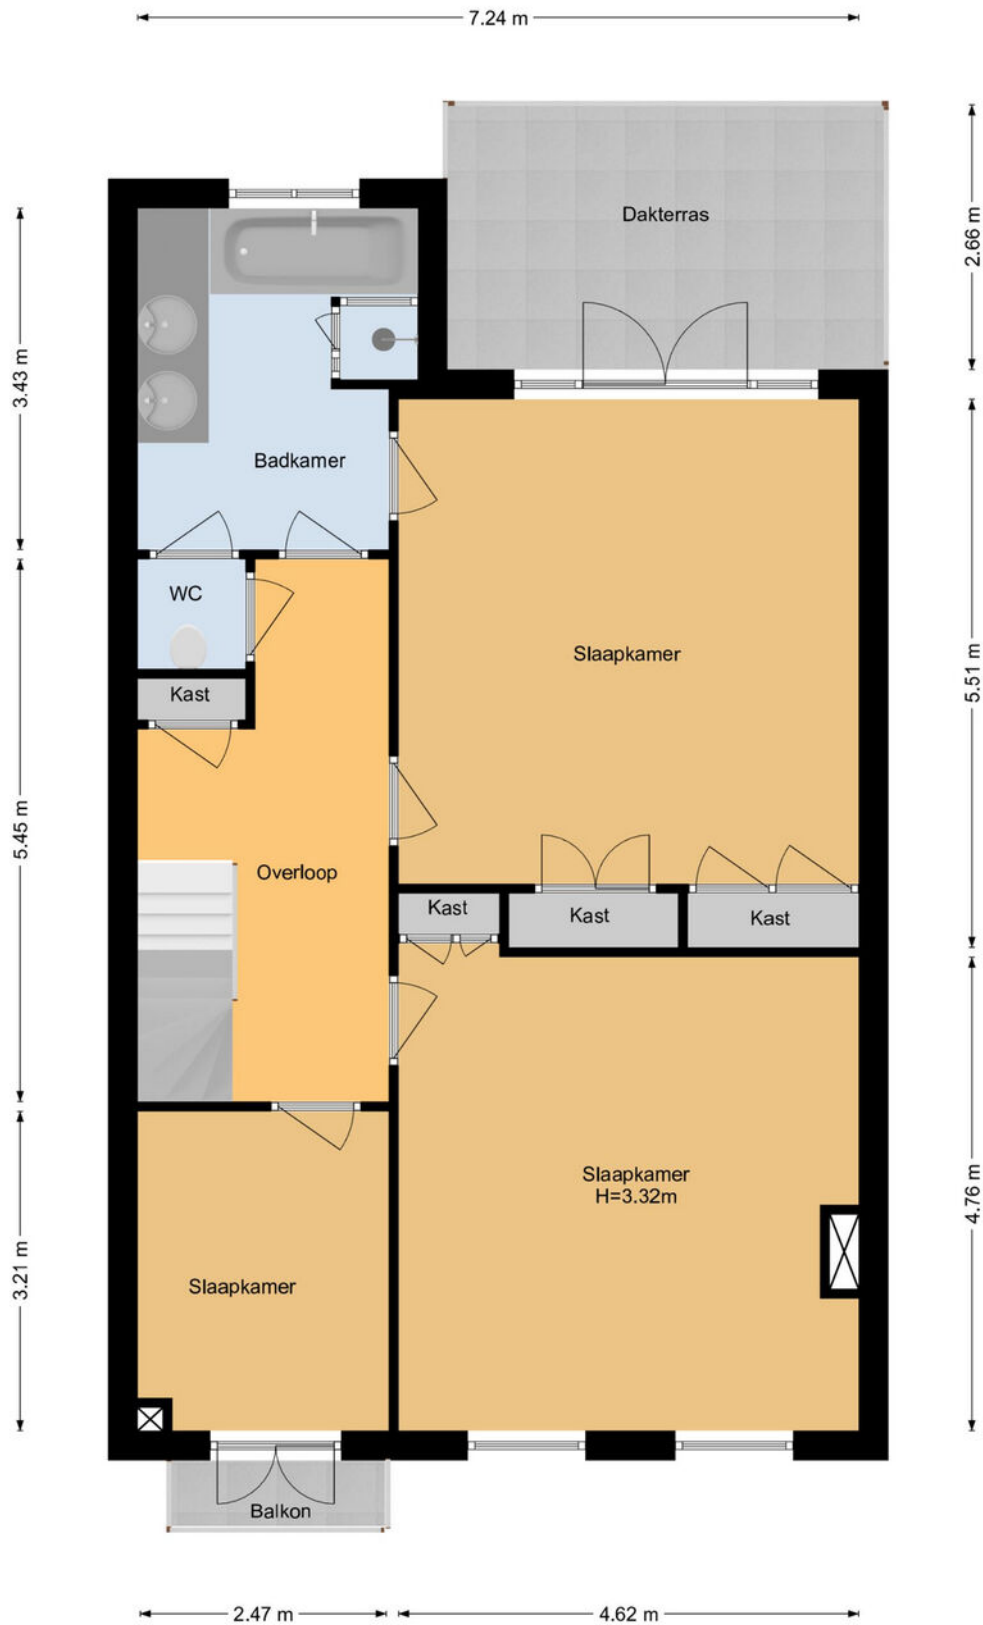 7.24 m
Dakterras
2.66 m
3.43 m
Badkamer
WC
Slaapkamer
5.51 m
Kast
5.45 m
Overloop
Kast
Kast
Kast
Slaapkamer
H=3.32m
4.76 m
3.21 m
Slaapkamer
Balkon
2.47 m
4.62 m